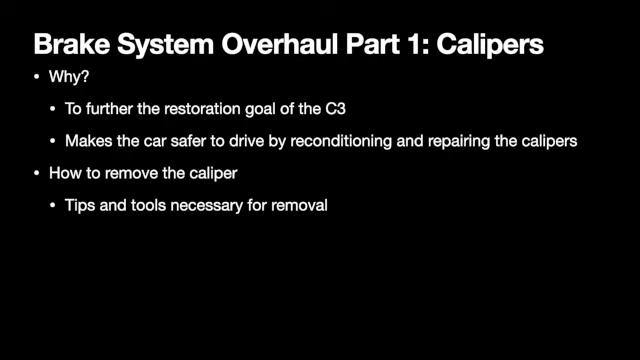 Brake System Overhaul Part 1: Calipers
• Why?
• To further the restoration goal of the C3
• Makes the car safer to drive by reconditioning and repairing the calipers
• How to remove the caliper
• Tips and tools necessary for removal